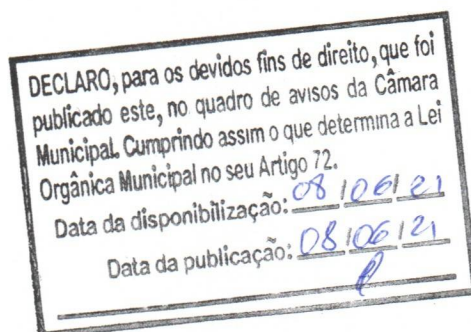 DECLARO, para os devidos fins de direito, que foi
publicado este, no quadro de avisos da Câmara
Municipal. Cumprindo assim o que determina a Lei
Orgânica Municipal no seu Artigo 72.
Data da disponibilização: 08/06/21
Data da publicação: 08/06/21